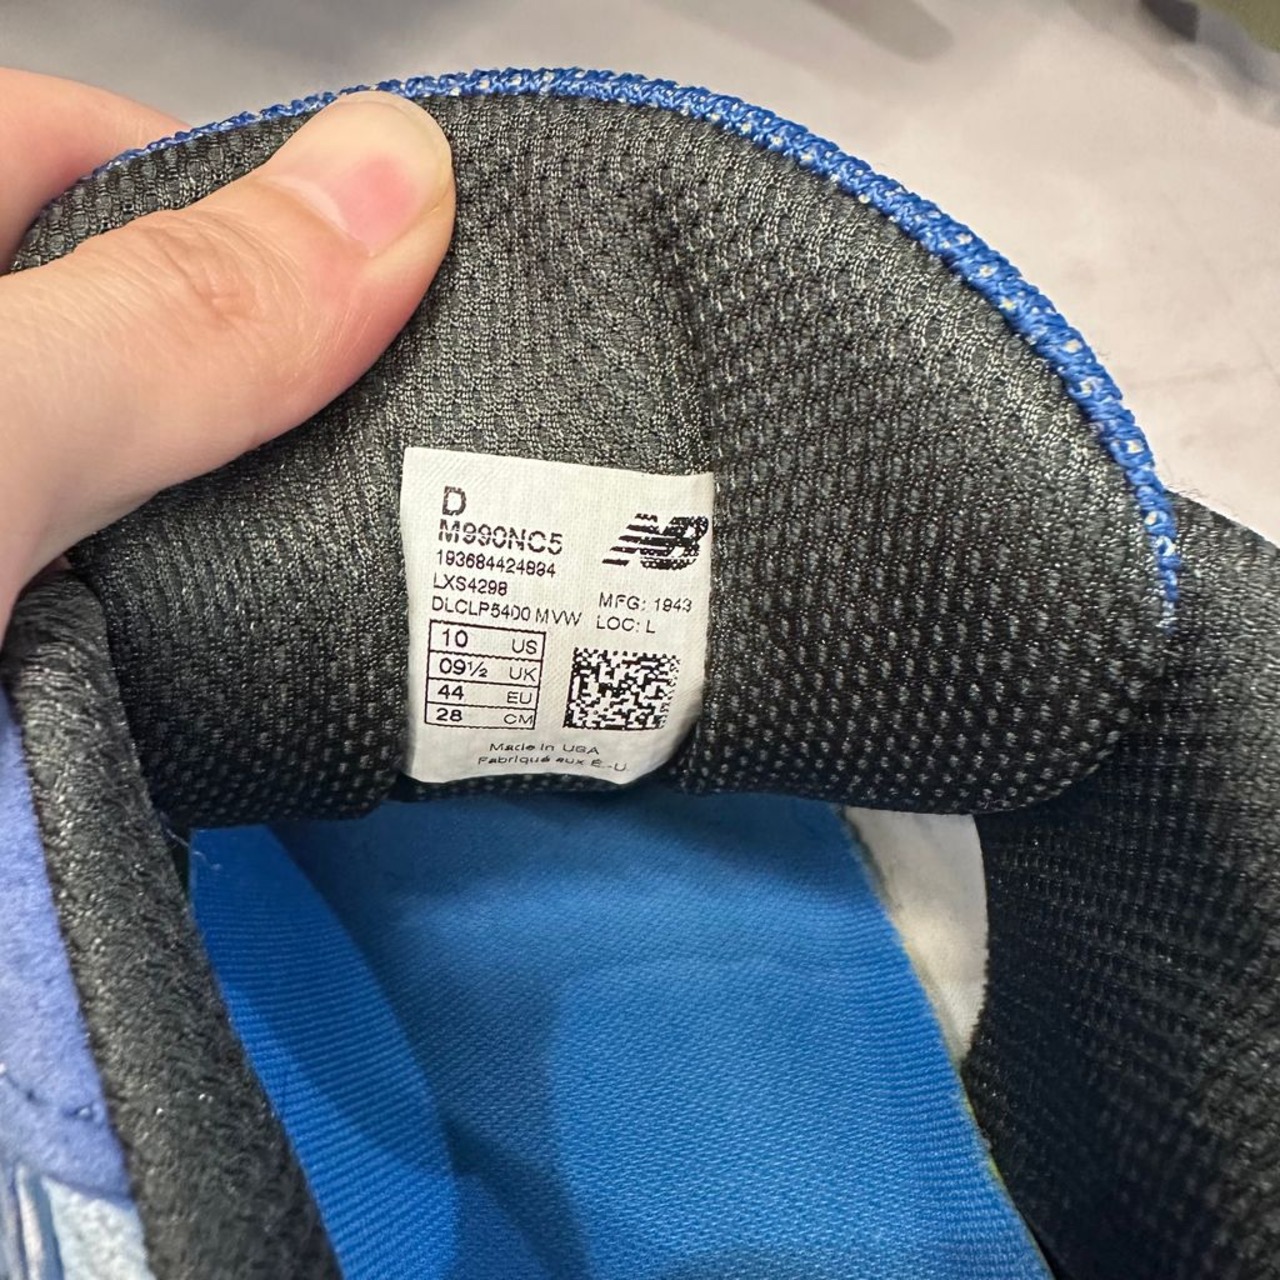 D
M990NC5
193684424894
LXS4298
DLCLP5400 MVW
NB
MFG: 1943
LOC: L
10 US
09½ UK
44 EU
28 CM
Made in USA
Fabriqué aux É.-U.